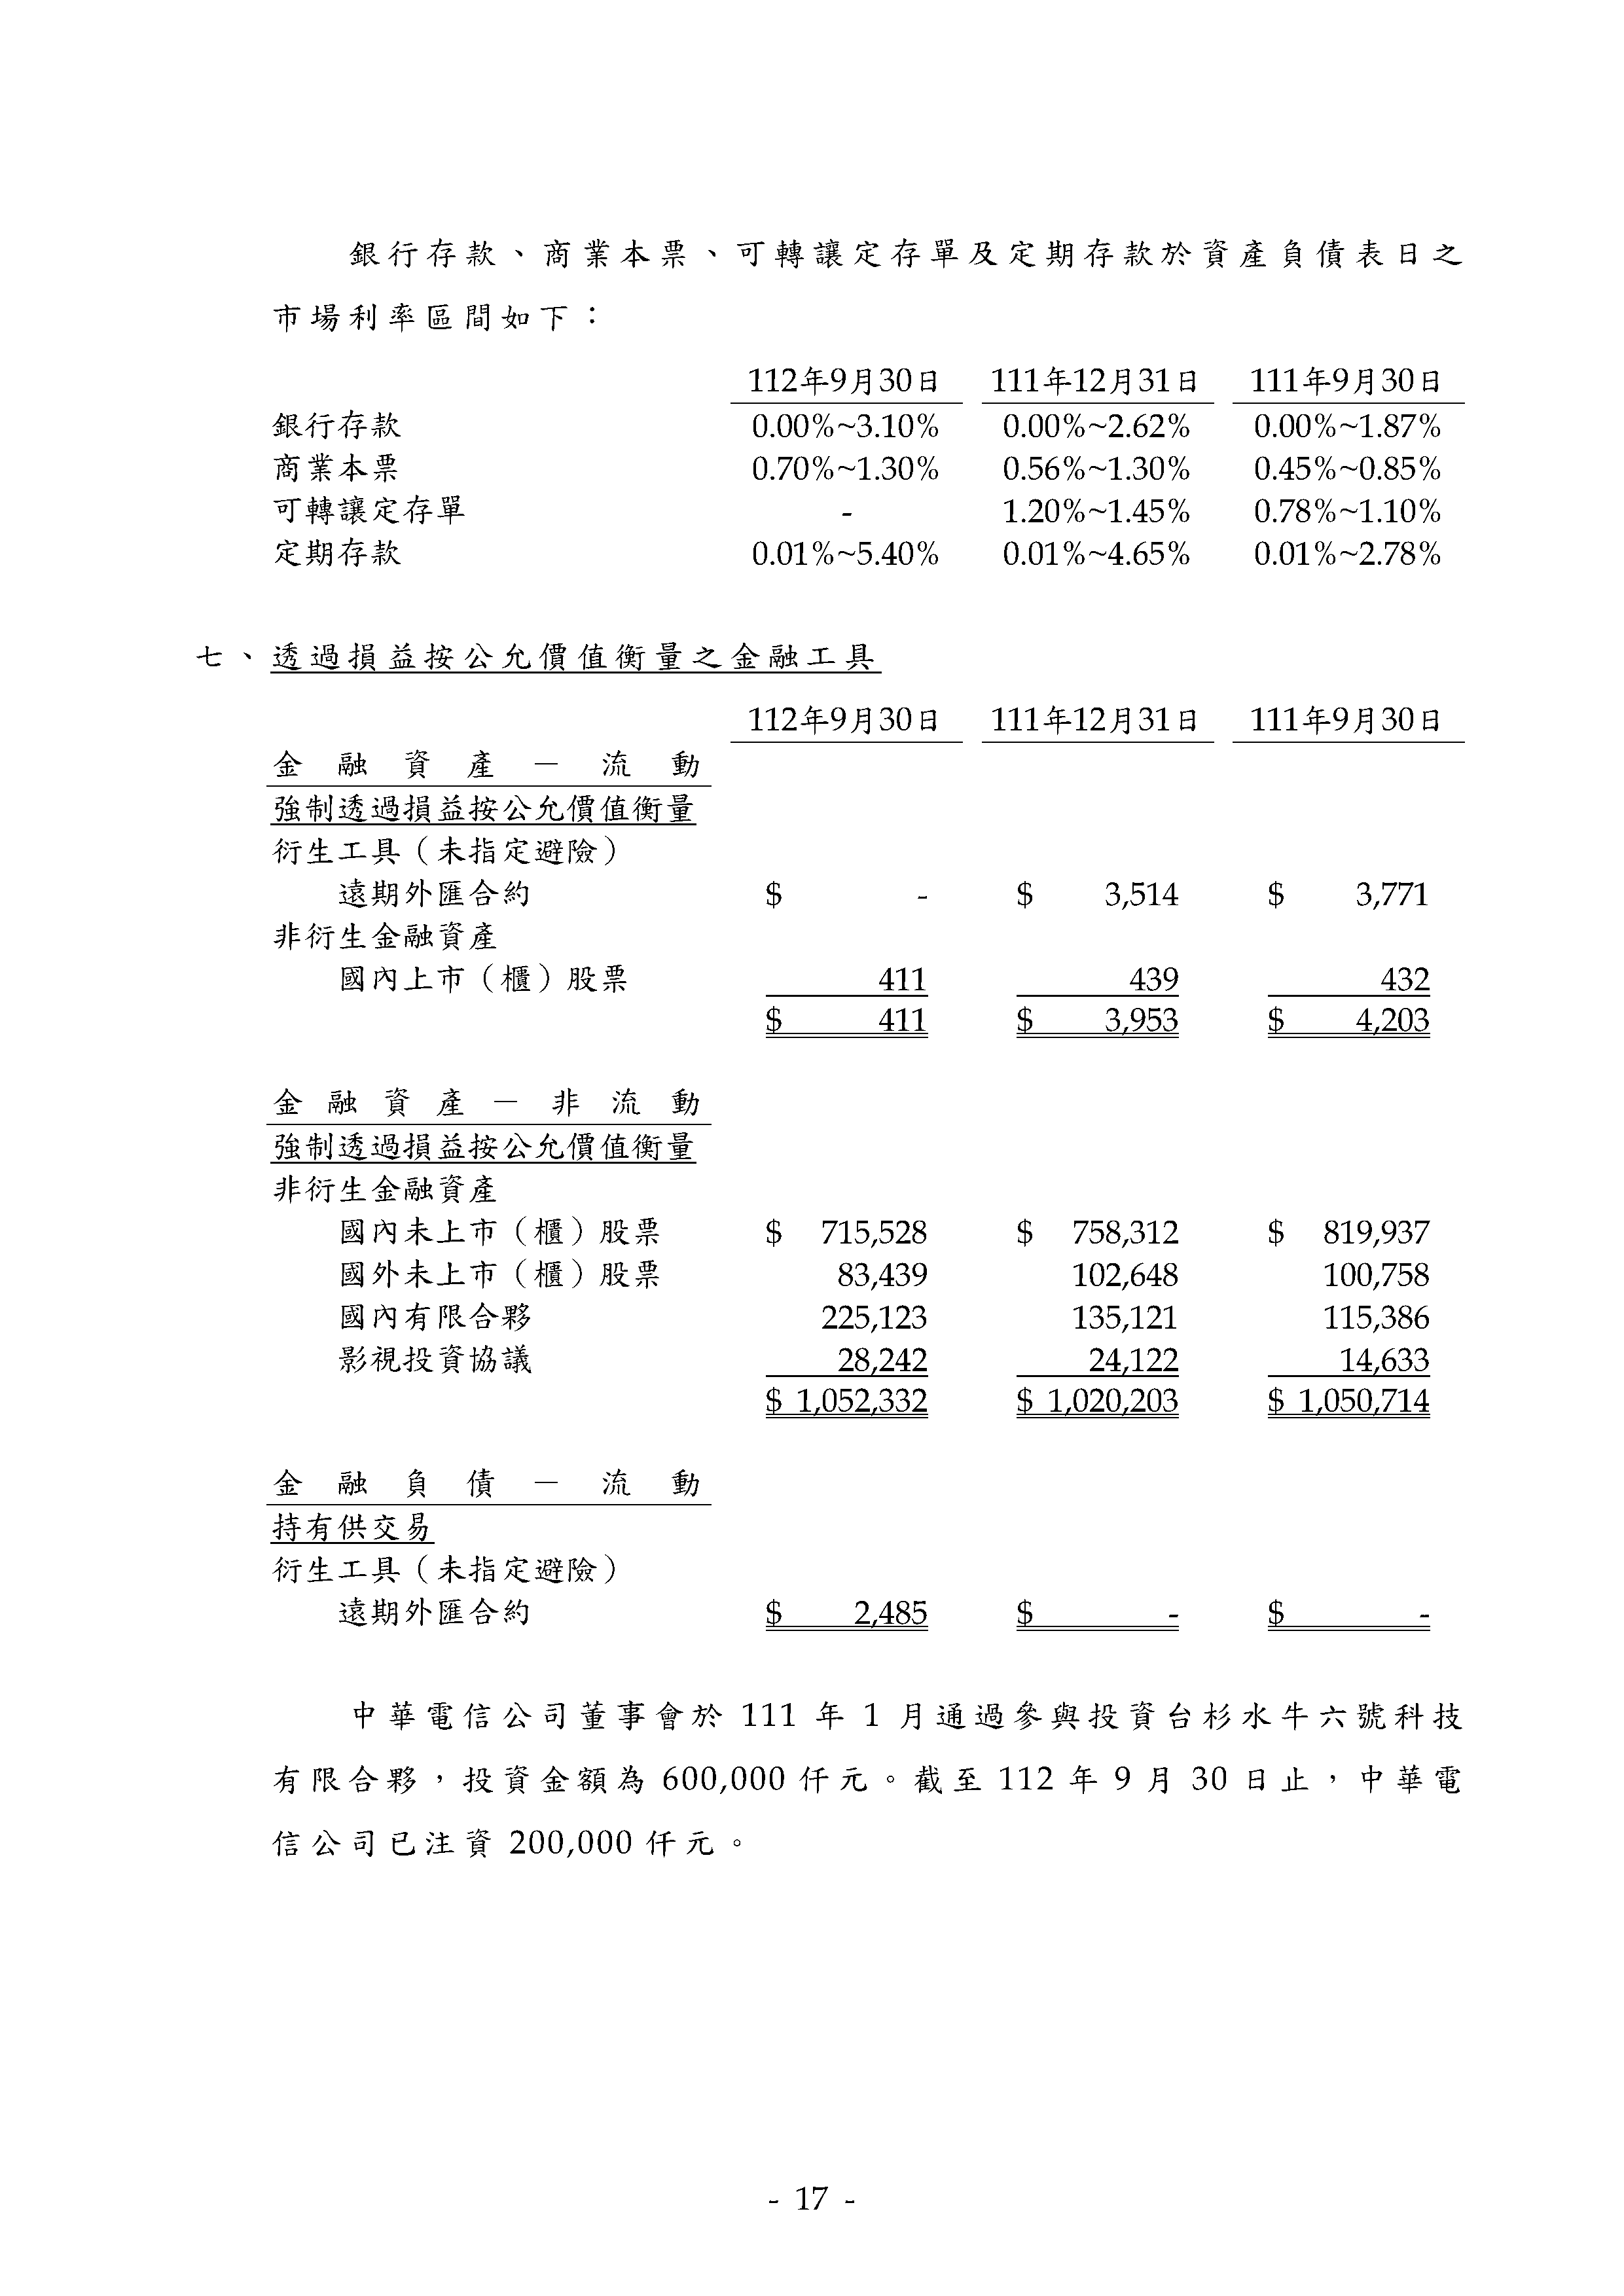 銀行存款、商業本票、可轉讓定存單及定期存款於資產負債表日之
市場利率區間如下：
112年9月30日 111年12月31日 111年9月30日
銀行存款 0.00%~3.10% 0.00%~2.62% 0.00%~1.87%
商業本票 0.70%~1.30% 0.56%~1.30% 0.45%~0.85%
可轉讓定存單 - 1.20%~1.45% 0.78%~1.10%
定期存款 0.01%~5.40% 0.01%~4.65% 0.01%~2.78%
七、透過損益按公允價值衡量之金融工具
112年9月30日 111年12月31日 111年9月30日
金融資產－流動
強制透過損益按公允價值衡量
衍生工具（未指定避險）
遠期外匯合約 $ - $ 3,514 $ 3,771
非衍生金融資產
國內上市（櫃）股票 411 439 432
$ 411 $ 3,953 $ 4,203
金融資產－非流動
強制透過損益按公允價值衡量
非衍生金融資產
國內未上市（櫃）股票 $ 715,528 $ 758,312 $ 819,937
國外未上市（櫃）股票 83,439 102,648 100,758
國內有限合夥 225,123 135,121 115,386
影視投資協議 28,242 24,122 14,633
$ 1,052,332 $ 1,020,203 $ 1,050,714
金融負債－流動
持有供交易
衍生工具（未指定避險）
遠期外匯合約 $ 2,485 $ - $ -
中華電信公司董事會於 111 年 1 月通過參與投資台杉水牛六號科技
有限合夥，投資金額為 600,000 仟元。截至 112 年 9 月 30 日止，中華電
信公司已注資 200,000 仟元。
- 17 -